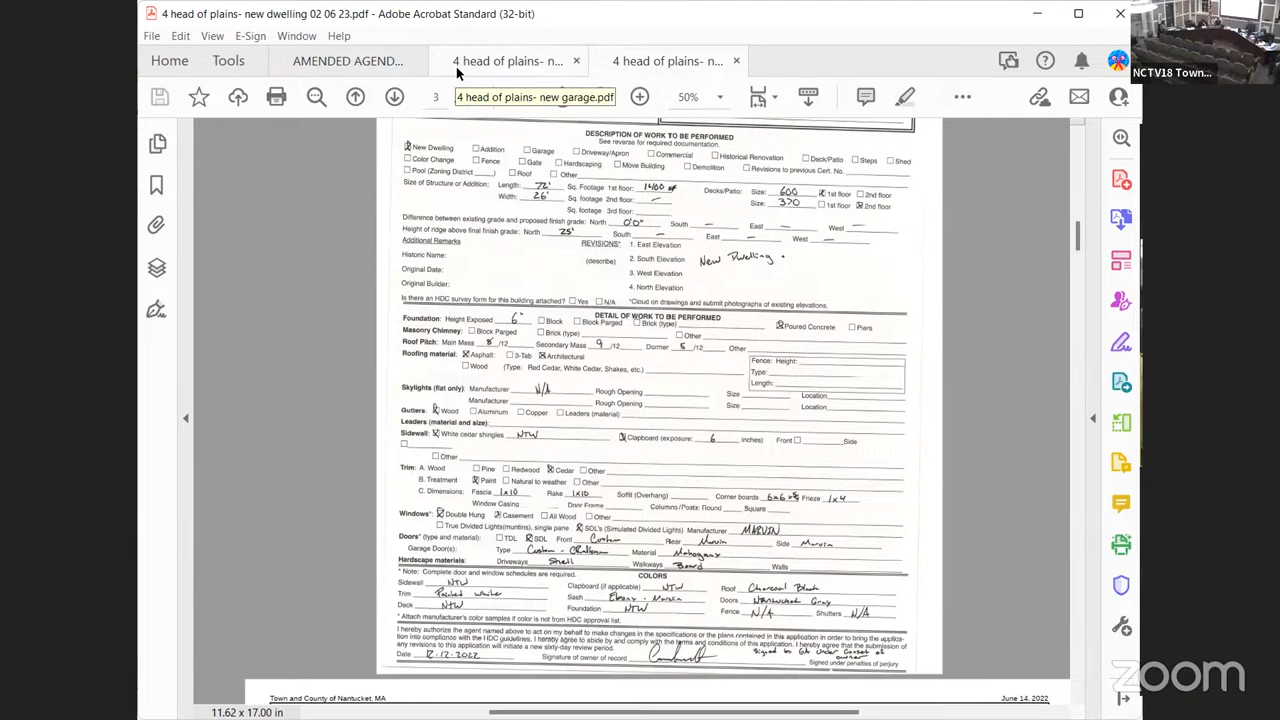 4 head of plains- new dwelling 02 06 23.pdf - Adobe Acrobat Standard (32-bit)
File Edit View E-Sign Window Help
Home Tools AMENDED AGEND... 4 head of plains- n... × 4 head of plains- n... ×
NCTV18 Town...
3 4 head of plains- new garage.pdf 50%
DESCRIPTION OF WORK TO BE PERFORMED
See reverse for required documentation.
New Dwelling Addition Garage Driveway/Apron Commercial Historical Renovation Deck/Patio Steps Shed
Color Change Fence Gate Hardscaping Move Building Demolition Revisions to previous Cert. No.
Pool (Zoning District ____) Roof Other
Size of Structure or Addition: Length: 72' Sq. Footage 1st floor: 1400 Decks/Patio: Size: 600 1st floor 2nd floor
Width: 26' Sq. footage 2nd floor: — Size: 370 1st floor 2nd floor
Sq. footage 3rd floor:
Difference between existing grade and proposed finish grade: North 0'0" South — East — West —
Height of ridge above final finish grade: North 25' South — East — West —
Additional Remarks REVISIONS* 1. East Elevation
Historic Name: (describe) 2. South Elevation New Dwelling
Original Date: 3. West Elevation
Original Builder: 4. North Elevation
Is there an HDC survey form for this building attached? Yes N/A *Cloud on drawings and submit photographs of existing elevations.
DETAIL OF WORK TO BE PERFORMED
Foundation: Height Exposed 6" Block Block Parged Brick (type) Poured Concrete Piers
Masonry Chimney: Block Parged Brick (type) Other
Roof Pitch: Main Mass 8 /12 Secondary Mass 9 /12 Dormer 5 /12 Other
Roofing material: Asphalt: 3-Tab Architectural Fence: Height:
Wood (Type: Red Cedar, White Cedar, Shakes, etc.) Type:
Length:
Skylights (flat only): Manufacturer N/A Rough Opening Size Location
Manufacturer Rough Opening Size Location
Gutters: Wood Aluminum Copper Leaders (material)
Leaders (material and size):
Sidewall: White cedar shingles NTW Clapboard (exposure: 6 inches) Front Side
Other
Trim: A. Wood Pine Redwood Cedar Other
B. Treatment Paint Natural to weather Other
C. Dimensions: Fascia 1x10 Rake 1x10 Soffit (Overhang) Corner boards 6x6 Frieze 1x4
Window Casing Door Frame Columns/Posts: Round Square
Windows*: Double Hung Casement All Wood Other
True Divided Lights(muntins), single pane SDL's (Simulated Divided Lights) Manufacturer MARVIN
Doors* (type and material): TDL SDL Front Custom Rear Marvin Side Marvin
Garage Door(s): Type Custom - Material Mahogany
Hardscape materials: Driveways Shell Walkways Board Walls
* Note: Complete door and window schedules are required. COLORS
Sidewall NTW Clapboard (if applicable) NTW Roof Charcoal Black
Trim Painted white Sash Ebony - Marvin Doors Nantucket Gray
Deck NTW Foundation NTW Fence N/A Shutters N/A
* Attach manufacturer's color samples if color is not from HDC approval list.
I hereby authorize the agent named above to act on my behalf to make changes in the specifications or the plans contained in this application in order to bring the applica-
tion into compliance with the HDC guidelines. I hereby agree to abide by and comply with the terms and conditions of this application. I hereby agree that the submission of
any revisions to this application will initiate a new sixty-day review period.
Date 12.12.2022 Signature of owner of record Signed by GA under consent of owner Signed under penalties of perjury
Town and County of Nantucket, MA June 14, 2022
11.62 x 17.00 in
zoom